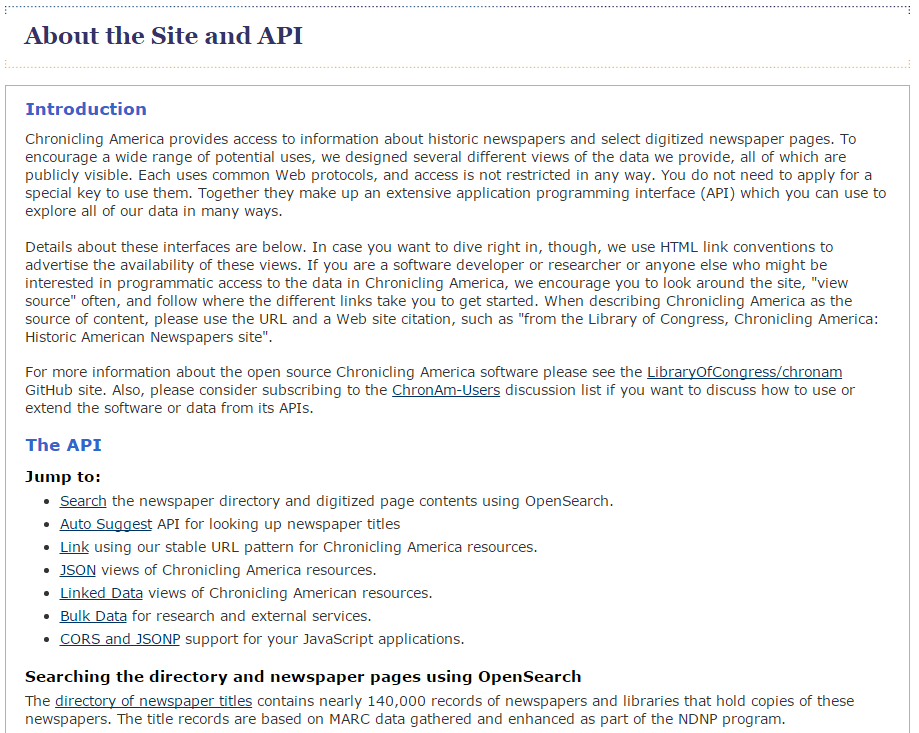 About the Site and API
Introduction
Chronicling America provides access to information about historic newspapers and select digitized newspaper pages. To
encourage a wide range of potential uses, we designed several different views of the data we provide, all of which are
publicly visible. Each uses common Web protocols, and access is not restricted in any way. You do not need to apply for a
special key to use them. Together they make up an extensive application programming interface (API) which you can use to
explore all of our data in many ways.
Details about these interfaces are below. In case you want to dive right in, though, we use HTML link conventions to
advertise the availability of these views. If you are a software developer or researcher or anyone else who might be
interested in programmatic access to the data in Chronicling America, we encourage you to look around the site, "view
source" often, and follow where the different links take you to get started. When describing Chronicling America as the
source of content, please use the URL and a Web site citation, such as "from the Library of Congress, Chronicling America:
Historic American Newspapers site".
For more information about the open source Chronicling America software please see the LibraryOfCongress/chronam
GitHub site. Also, please consider subscribing to the ChronAm-Users discussion list if you want to discuss how to use or
extend the software or data from its APIs.
The API
Jump to:
• Search the newspaper directory and digitized page contents using OpenSearch.
• Auto Suggest API for looking up newspaper titles
• Link using our stable URL pattern for Chronicling America resources.
• JSON views of Chronicling America resources.
• Linked Data views of Chronicling American resources.
• Bulk Data for research and external services.
• CORS and JSONP support for your JavaScript applications.
Searching the directory and newspaper pages using OpenSearch
The directory of newspaper titles contains nearly 140,000 records of newspapers and libraries that hold copies of these
newspapers. The title records are based on MARC data gathered and enhanced as part of the NDNP program.